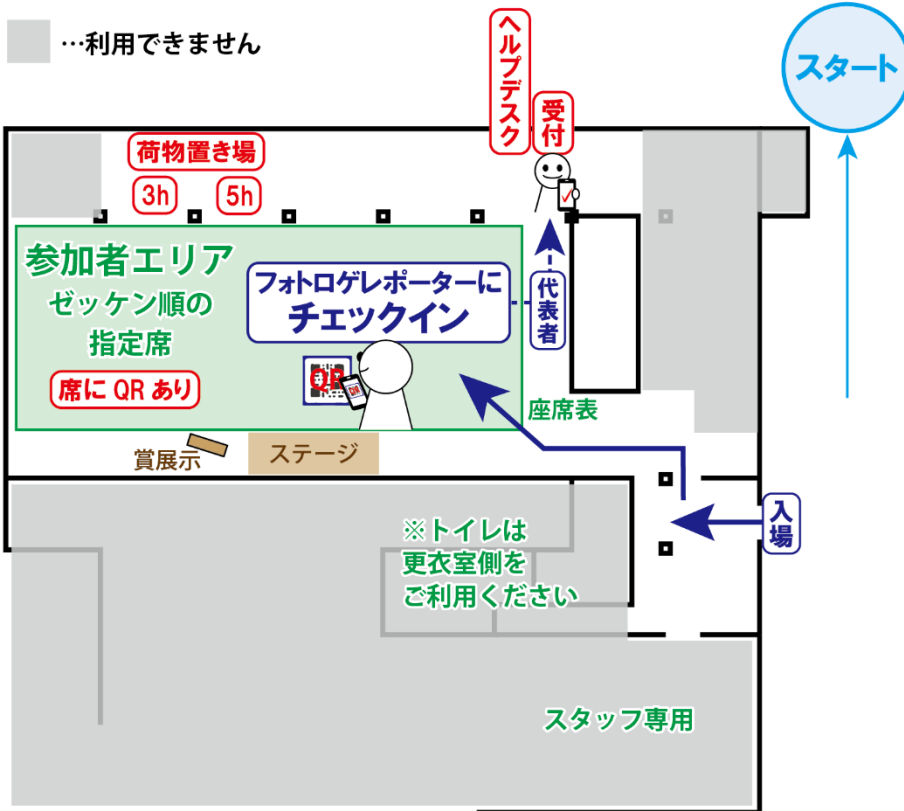 …利用できません
ヘルプデスク
受付
スタート
荷物置き場
3h
5h
参加者エリア
ゼッケン順の
指定席
席に QR あり
フォトロゲレポーターに
チェックイン
代表者
QR
座席表
賞展示
ステージ
入場
※トイレは
更衣室側を
ご利用ください
スタッフ専用